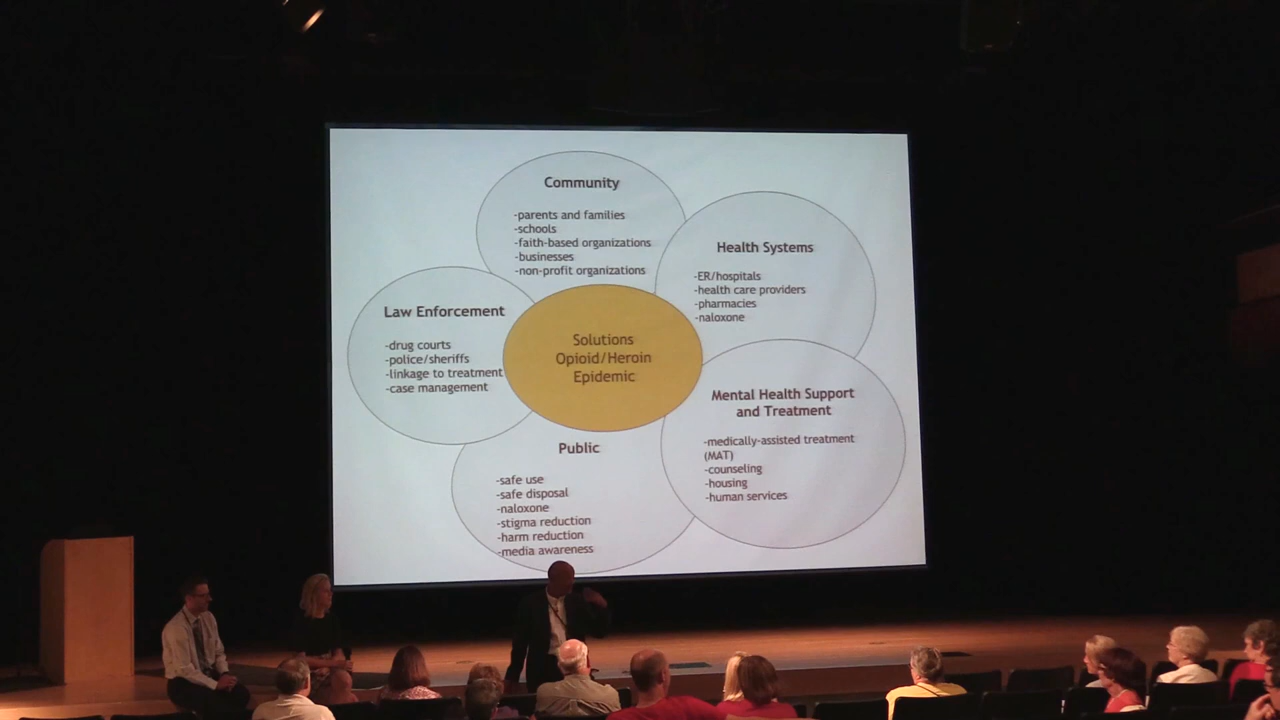 Community
-parents and families
-schools
-faith-based organizations
-businesses
-non-profit organizations
Health Systems
-ER/hospitals
-health care providers
-pharmacies
-naloxone
Law Enforcement
-drug courts
-police/sheriffs
-linkage to treatment
-case management
Solutions
Opioid/Heroin
Epidemic
Mental Health Support
and Treatment
-medically-assisted treatment
(MAT)
-counseling
-housing
-human services
Public
-safe use
-safe disposal
-naloxone
-stigma reduction
-harm reduction
-media awareness